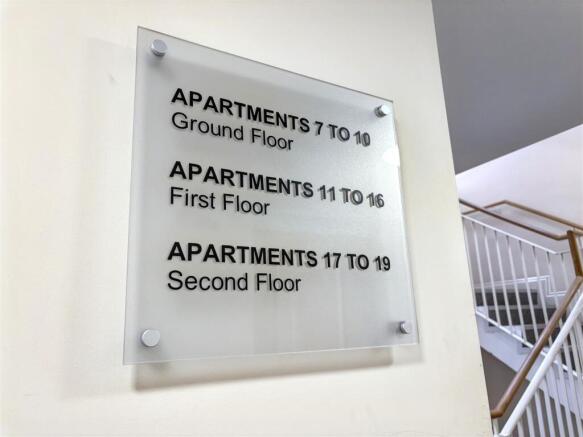 APARTMENTS 7 TO 10
Ground Floor
APARTMENTS 11 TO 16
First Floor
APARTMENTS 17 TO 19
Second Floor